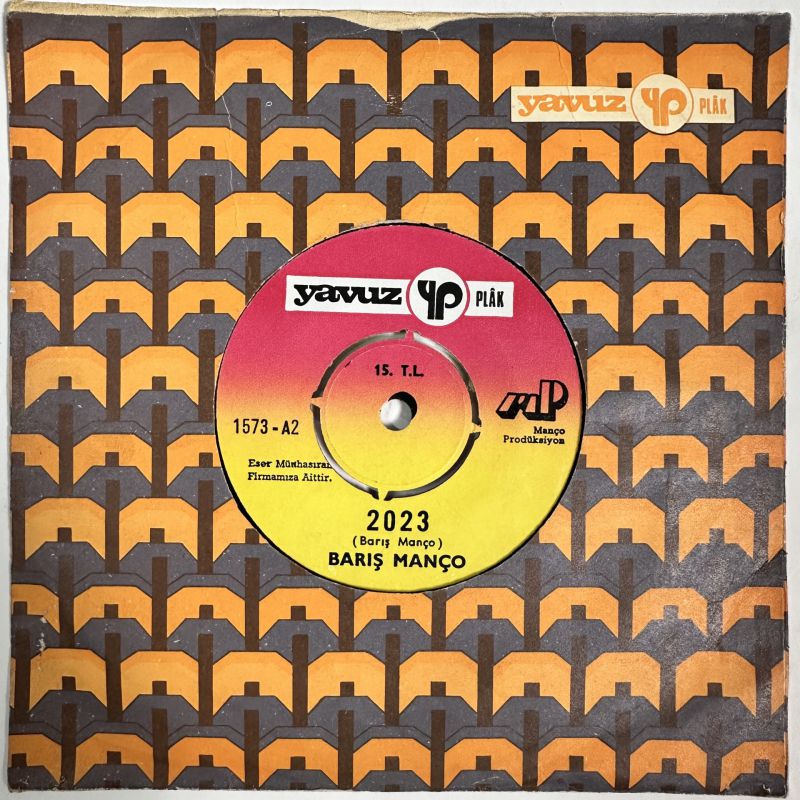 yavuz yp PLÂK
yavuz yp PLÂK
15. T.L.
1573-A2
Manço
Prodüksiyon
Eser Münhasıran
Firmamıza Aittir.
2023
(Barış Manço)
BARIŞ MANÇO